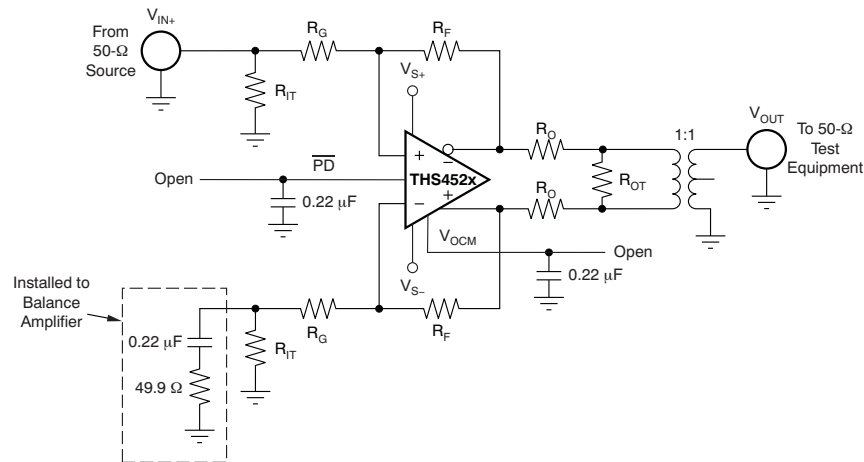 V_IN+
From
50-Ω
Source
R_G
R_F
R_IT
V_S+
Open
PD
0.22 μF
+
−
THS452x
−
+
V_OCM
V_S−
R_O
R_O
R_OT
1:1
V_OUT
To 50-Ω
Test
Equipment
Open
0.22 μF
Installed to
Balance
Amplifier
0.22 μF
49.9 Ω
R_IT
R_G
R_F